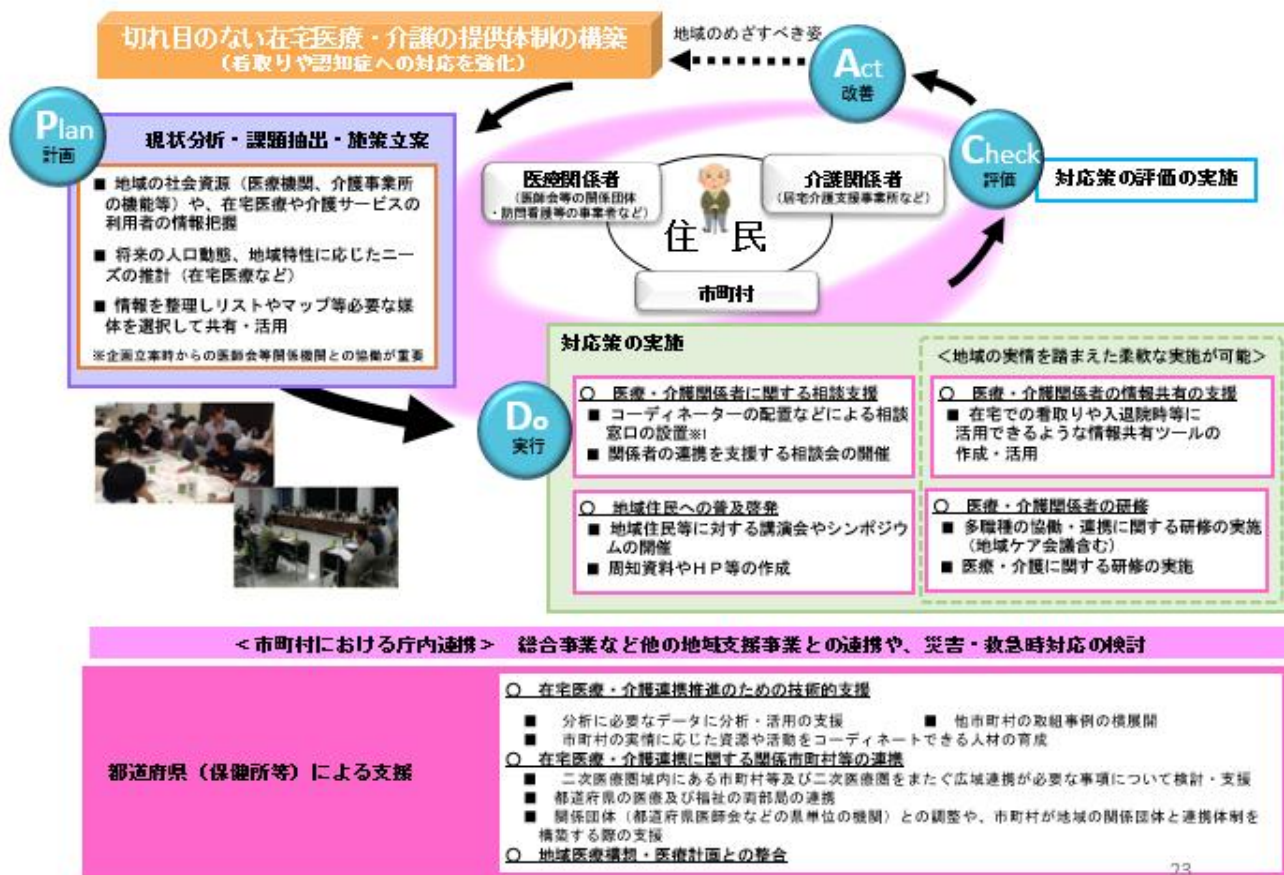 切れ目のない在宅医療・介護の提供体制の構築
（看取りや認知症への対応を強化）
地域のめざすべき姿
Act
改善
Plan
計画
現状分析・課題抽出・施策立案
■ 地域の社会資源（医療機関、介護事業所
の機能等）や、在宅医療や介護サービスの
利用者の情報把握
■ 将来の人口動態、地域特性に応じたニー
ズの推計（在宅医療など）
■ 情報を整理しリストやマップ等必要な媒
体を選択して共有・活用
※企画立案時からの医師会等関係機関との協働が重要
医療関係者
（医師会等の関係団体
・訪問看護等の事業者など）
介護関係者
（居宅介護支援事業所など）
住民
市町村
Check
評価
対応策の評価の実施
Do
実行
対応策の実施
○ 医療・介護関係者に関する相談支援
■ コーディネーターの配置などによる相談
窓口の設置※1
■ 関係者の連携を支援する相談会の開催
○ 地域住民への普及啓発
■ 地域住民等に対する講演会やシンポジウ
ムの開催
■ 周知資料やＨＰ等の作成
＜地域の実情を踏まえた柔軟な実施が可能＞
○ 医療・介護関係者の情報共有の支援
■ 在宅での看取りや入退院時等に
活用できるような情報共有ツールの
作成・活用
○ 医療・介護関係者の研修
■ 多職種の協働・連携に関する研修の実施
（地域ケア会議含む）
■ 医療・介護に関する研修の実施
＜市町村における庁内連携＞ 総合事業など他の地域支援事業との連携や、災害・救急時対応の検討
都道府県（保健所等）による支援
○ 在宅医療・介護連携推進のための技術的支援
■ 分析に必要なデータに分析・活用の支援 ■ 他市町村の取組事例の横展開
■ 市町村の実情に応じた資源や活動をコーディネートできる人材の育成
○ 在宅医療・介護連携に関する関係市町村等の連携
■ 二次医療圏域内にある市町村等及び二次医療圏をまたぐ広域連携が必要な事項について検討・支援
■ 都道府県の医療及び福祉の両部局の連携
■ 関係団体（都道府県医師会などの県単位の機関）との調整や、市町村が地域の関係団体と連携体制を
構築する際の支援
○ 地域医療構想・医療計画との整合
23